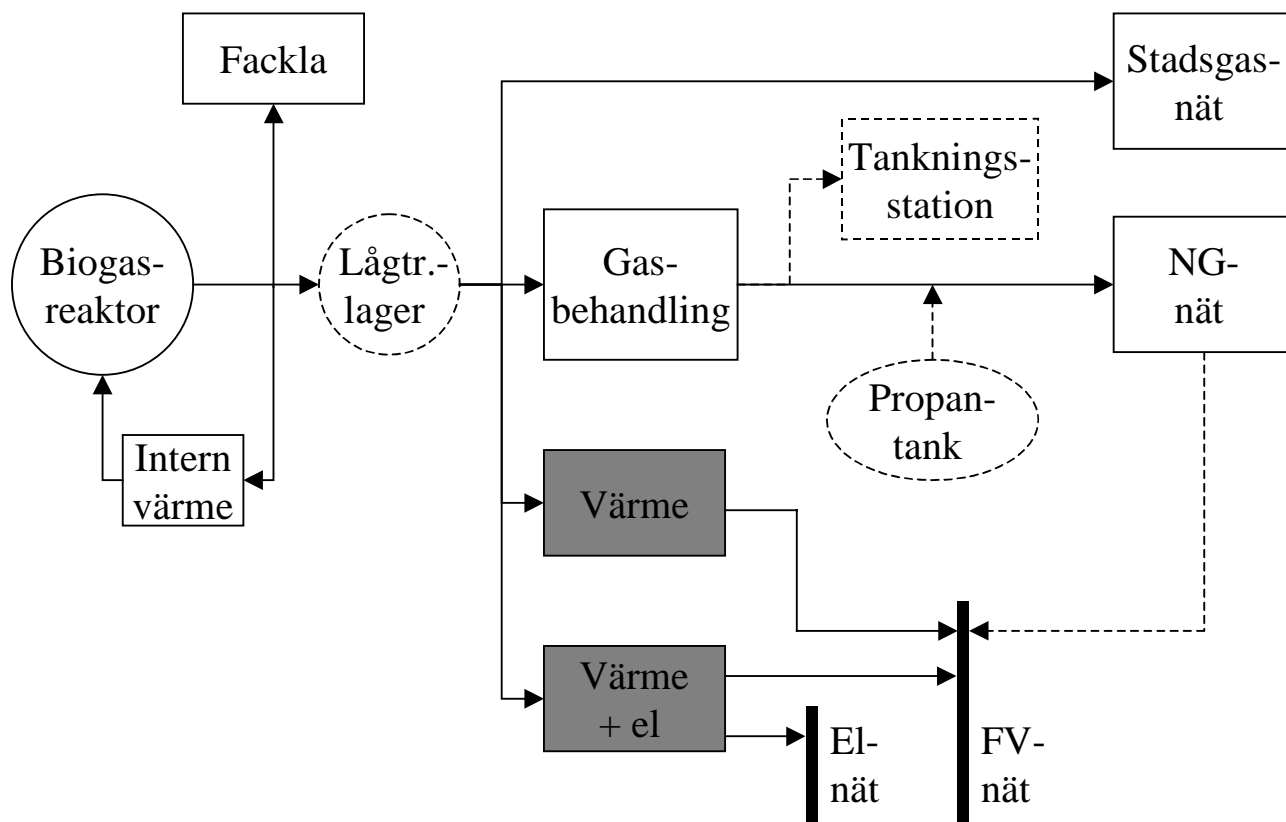 Fackla
Stadsgas-
nät
Tanknings-
station
Biogas-
reaktor
Lågtr.-
lager
Gas-
behandling
NG-
nät
Propan-
tank
Intern
värme
Värme
Värme
+ el
El-
nät
FV-
nät